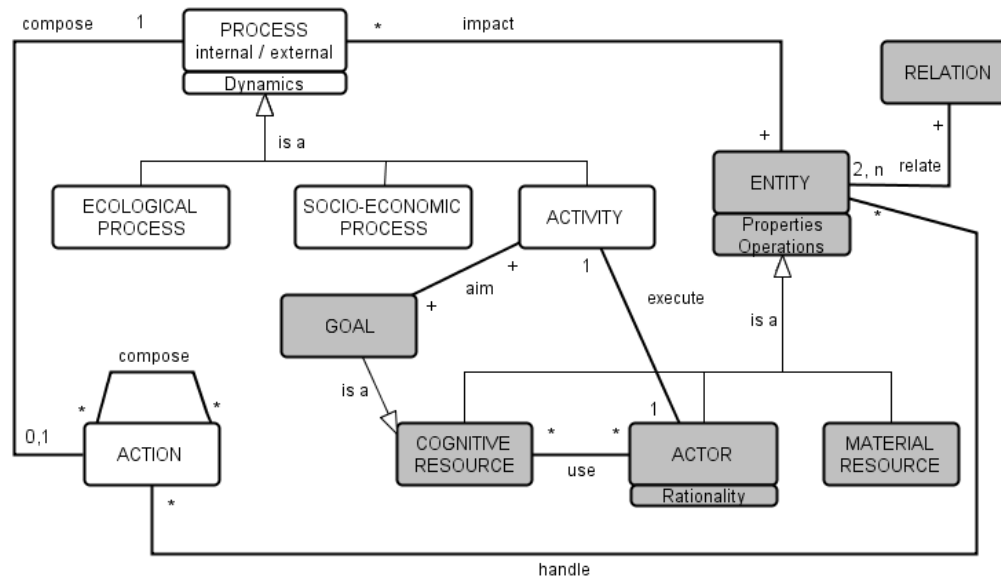 compose
1
PROCESS
internal / external
Dynamics
*
impact
RELATION
+
is a
+
ENTITY
2, n
relate
*
Properties
Operations
ECOLOGICAL
PROCESS
SOCIO-ECONOMIC
PROCESS
ACTIVITY
+
1
aim
+
execute
GOAL
is a
compose
is a
*
*
0,1
ACTION
*
COGNITIVE
RESOURCE
*
*
use
1
ACTOR
Rationality
MATERIAL
RESOURCE
handle